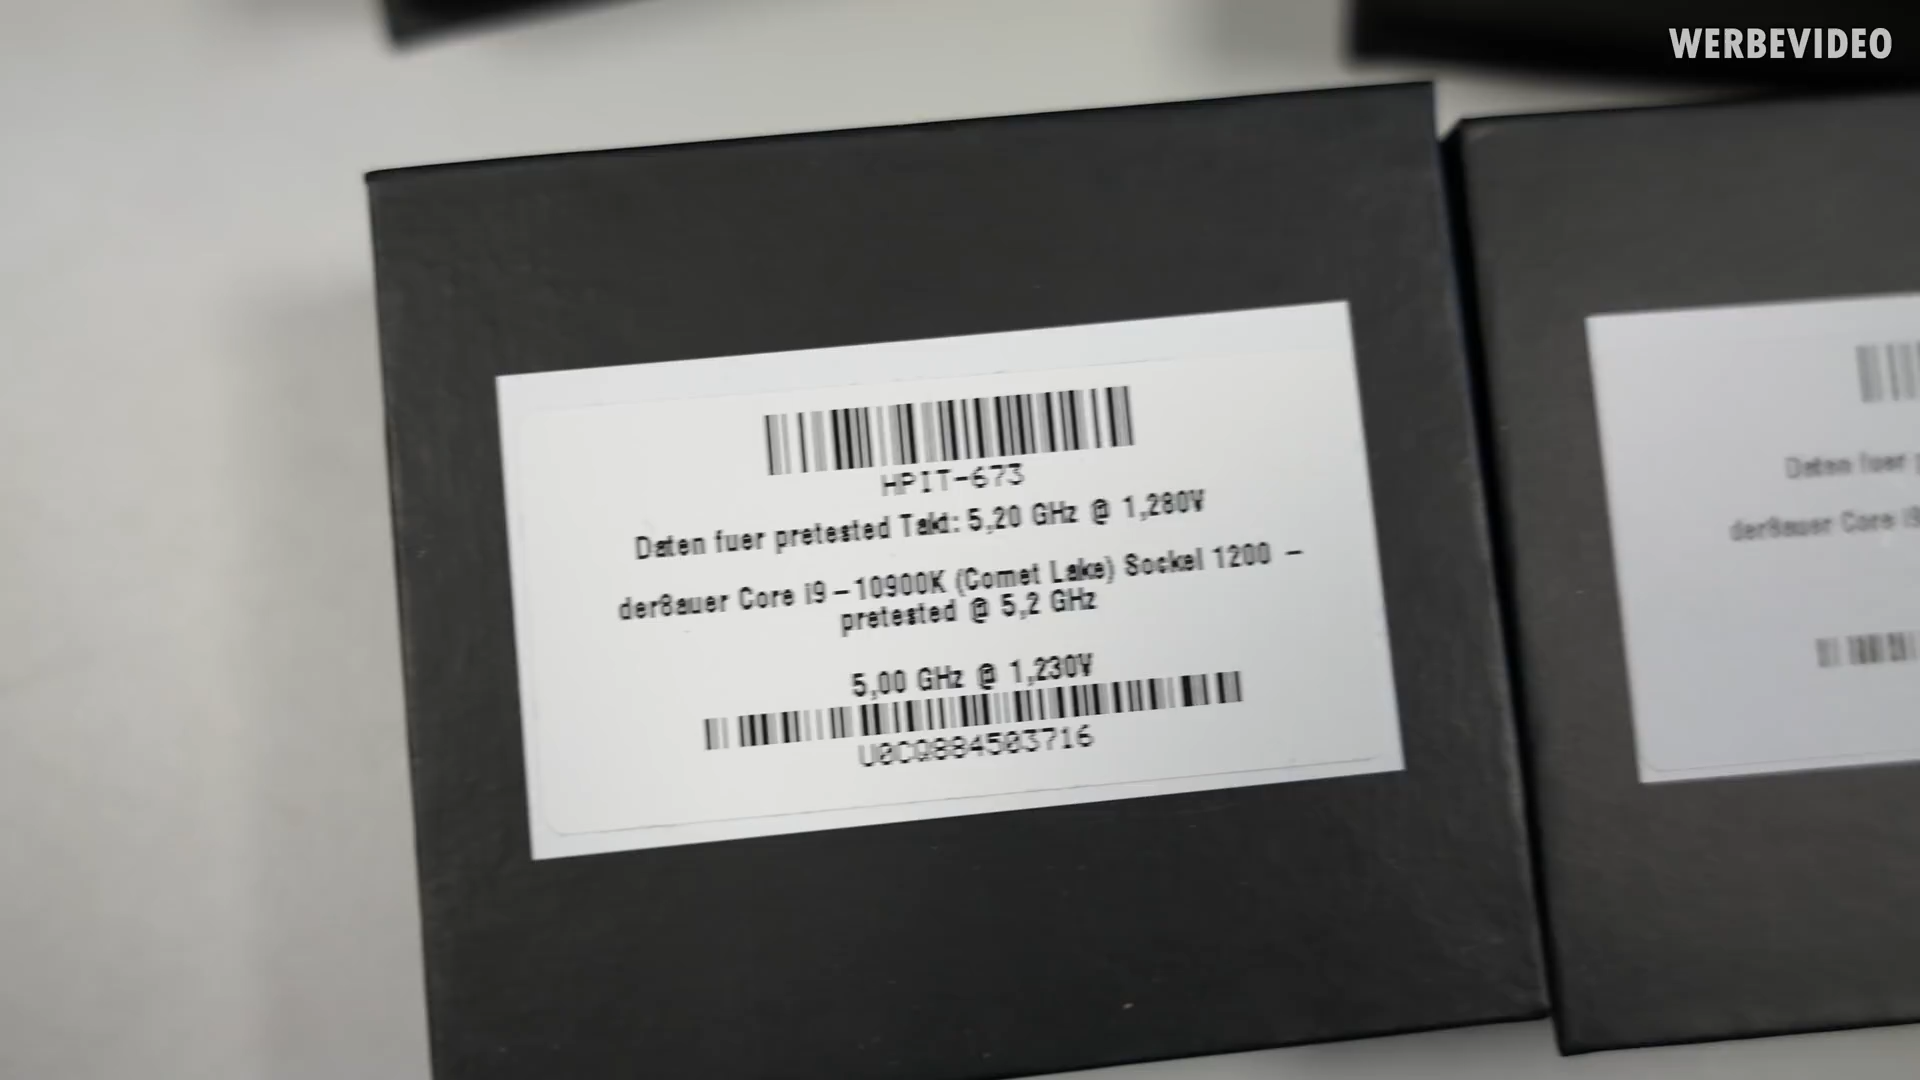 WERBEVIDEO
HPIT-673
Daten fuer pretested Takt: 5,20 GHz @ 1,280V
der8auer Core i9-10900K (Comet Lake) Sockel 1200 -
pretested @ 5,2 GHz
5,00 GHz @ 1,230V
U0CQ884503716
Daten fuer
der8auer Core i9